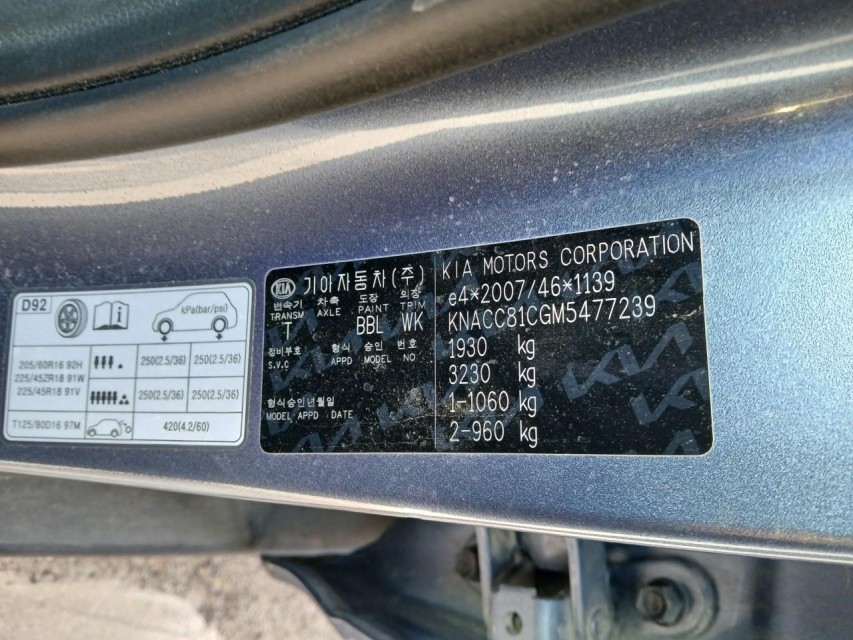 D92
kPa(bar/psi)
205/60R16 92H
225/45ZR18 91W
225/45R18 91V
250(2.5/36) 250(2.5/36)
250(2.5/36) 250(2.5/36)
T125/80D16 97M 420(4.2/60)
KIA 기아자동차(주)
변속기 차축 도장 의장
TRANSM AXLE PAINT TRIM
T BBL WK
정비부호 형식 승인 번호
S.V.C APPD MODEL NO
형식승인년월일
MODEL APPD DATE
KIA MOTORS CORPORATION
e4*2007/46*1139
KNACC81CGM5477239
1930 kg
3230 kg
1-1060 kg
2-960 kg